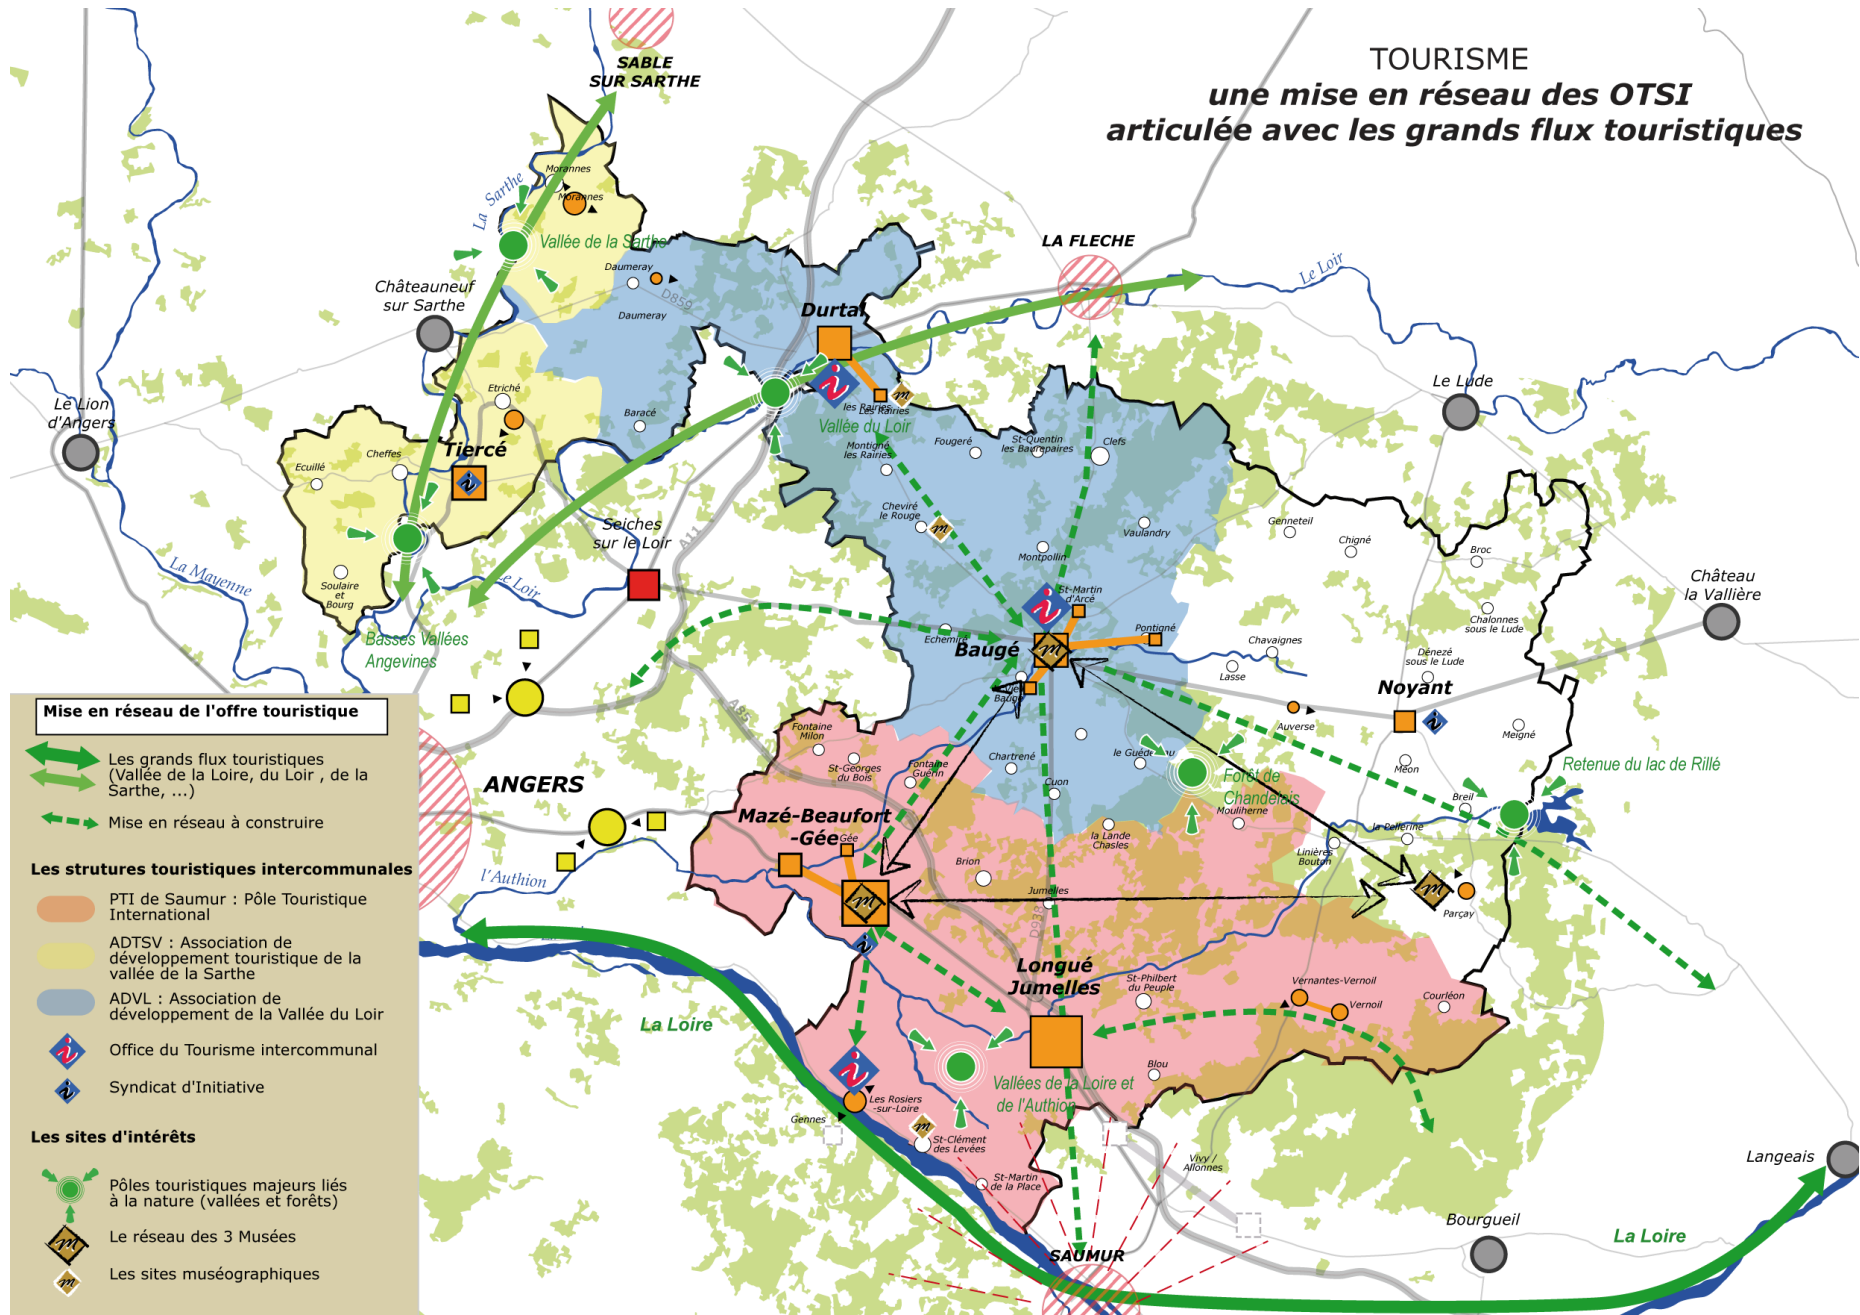 TOURISME
une mise en réseau des OTSI
articulée avec les grands flux touristiques
SABLE
SUR SARTHE
La Sarthe
Morannes
Morannes
Vallée de la Sarthe
Châteauneuf
sur Sarthe
Daumeray
Daumeray
D859
Durtal
LA FLECHE
Le Loir
Le Lion
d'Angers
Etriché
Baracé
les Rairies
Les Rairies
Vallée du Loir
Le Lude
Ecuillé
Cheffes
Tiercé
Montigné
les Rairies
Fougeré
St-Quentin
les Baurepaires
Clefs
Seiches
sur le Loir
A11
Cheviré
le Rouge
Vaulandry
Genneteil
Chigné
Broc
Montpollin
La Mayenne
Soulaire
et
Bourg
Le Loir
St-Martin
d'Arcé
Château
la Vallière
Chalonnes
sous le Lude
Basses Vallées
Angevines
Echemiré
Baugé
Pontigné
Chavaignes
Lasse
Dénezé
sous le Lude
Noyant
Baugé
A85
Auverse
Meigné
Fontaine
Milon
St-Georges
du Bois
Fontaine
Guérin
Chartrené
Cuon
Forêt de
Chandelais
Mouliherne
Méon
Breil
Retenue du lac de Rillé
ANGERS
Mazé-Beaufort
-Gée
Gée
la Lande
Chasles
Linières
Bouton
la Pellerine
Brion
Jumelles
D938
Parçay
l'Authion
La Loire
Longué
Jumelles
St-Philbert
du Peuple
Vernantes-Vernoil
Vernoil
Courléon
Blou
Vallées de la Loire et
de l'Authion
Gennes
Les Rosiers
-sur-Loire
St-Clément
des Levées
St-Martin
de la Place
Vivy /
Allonnes
SAUMUR
Bourgueil
Langeais
La Loire
Mise en réseau de l'offre touristique
Les grands flux touristiques
(Vallée de la Loire, du Loir , de la
Sarthe, ...)
Mise en réseau à construire
Les strutures touristiques intercommunales
PTI de Saumur : Pôle Touristique
International
ADTSV : Association de
développement touristique de la
vallée de la Sarthe
ADVL : Association de
développement de la Vallée du Loir
Office du Tourisme intercommunal
Syndicat d'Initiative
Les sites d'intérêts
Pôles touristiques majeurs liés
à la nature (vallées et forêts)
Le réseau des 3 Musées
Les sites muséographiques